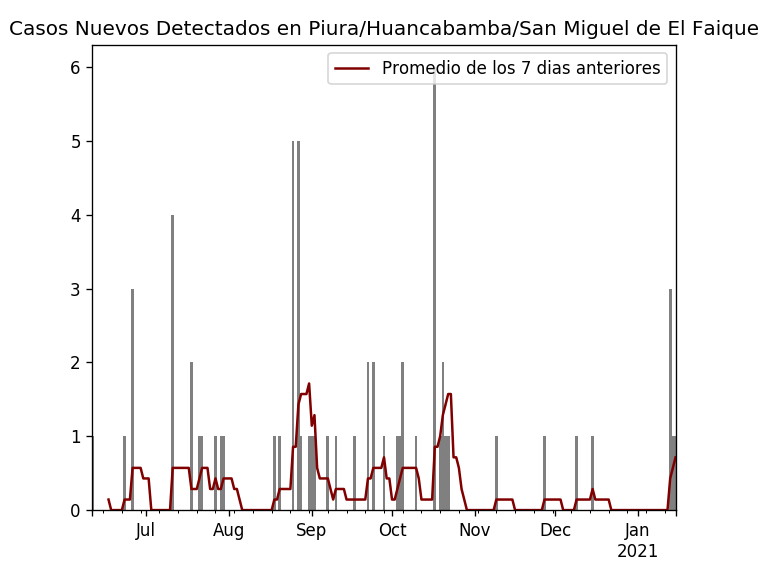 Casos Nuevos Detectados en Piura/Huancabamba/San Miguel de El Faique
Promedio de los 7 dias anteriores
6
5
4
3
2
1
0
Jul Aug Sep Oct Nov Dec Jan
2021